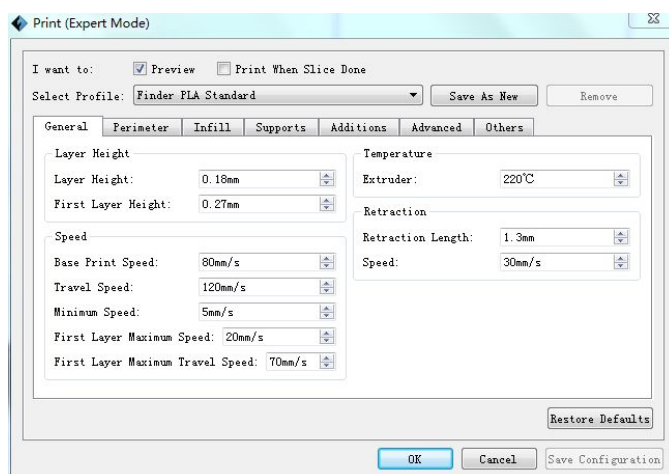 Print (Expert Mode)
I want to: Preview Print When Slice Done
Select Profile: Finder PLA Standard Save As New Remove
General Perimeter Infill Supports Additions Advanced Others
Layer Height
Layer Height: 0.18mm
First Layer Height: 0.27mm
Speed
Base Print Speed: 80mm/s
Travel Speed: 120mm/s
Minimum Speed: 5mm/s
First Layer Maximum Speed: 20mm/s
First Layer Maximum Travel Speed: 70mm/s
Temperature
Extruder: 220℃
Retraction
Retraction Length: 1.3mm
Speed: 30mm/s
Restore Defaults
OK Cancel Save Configuration